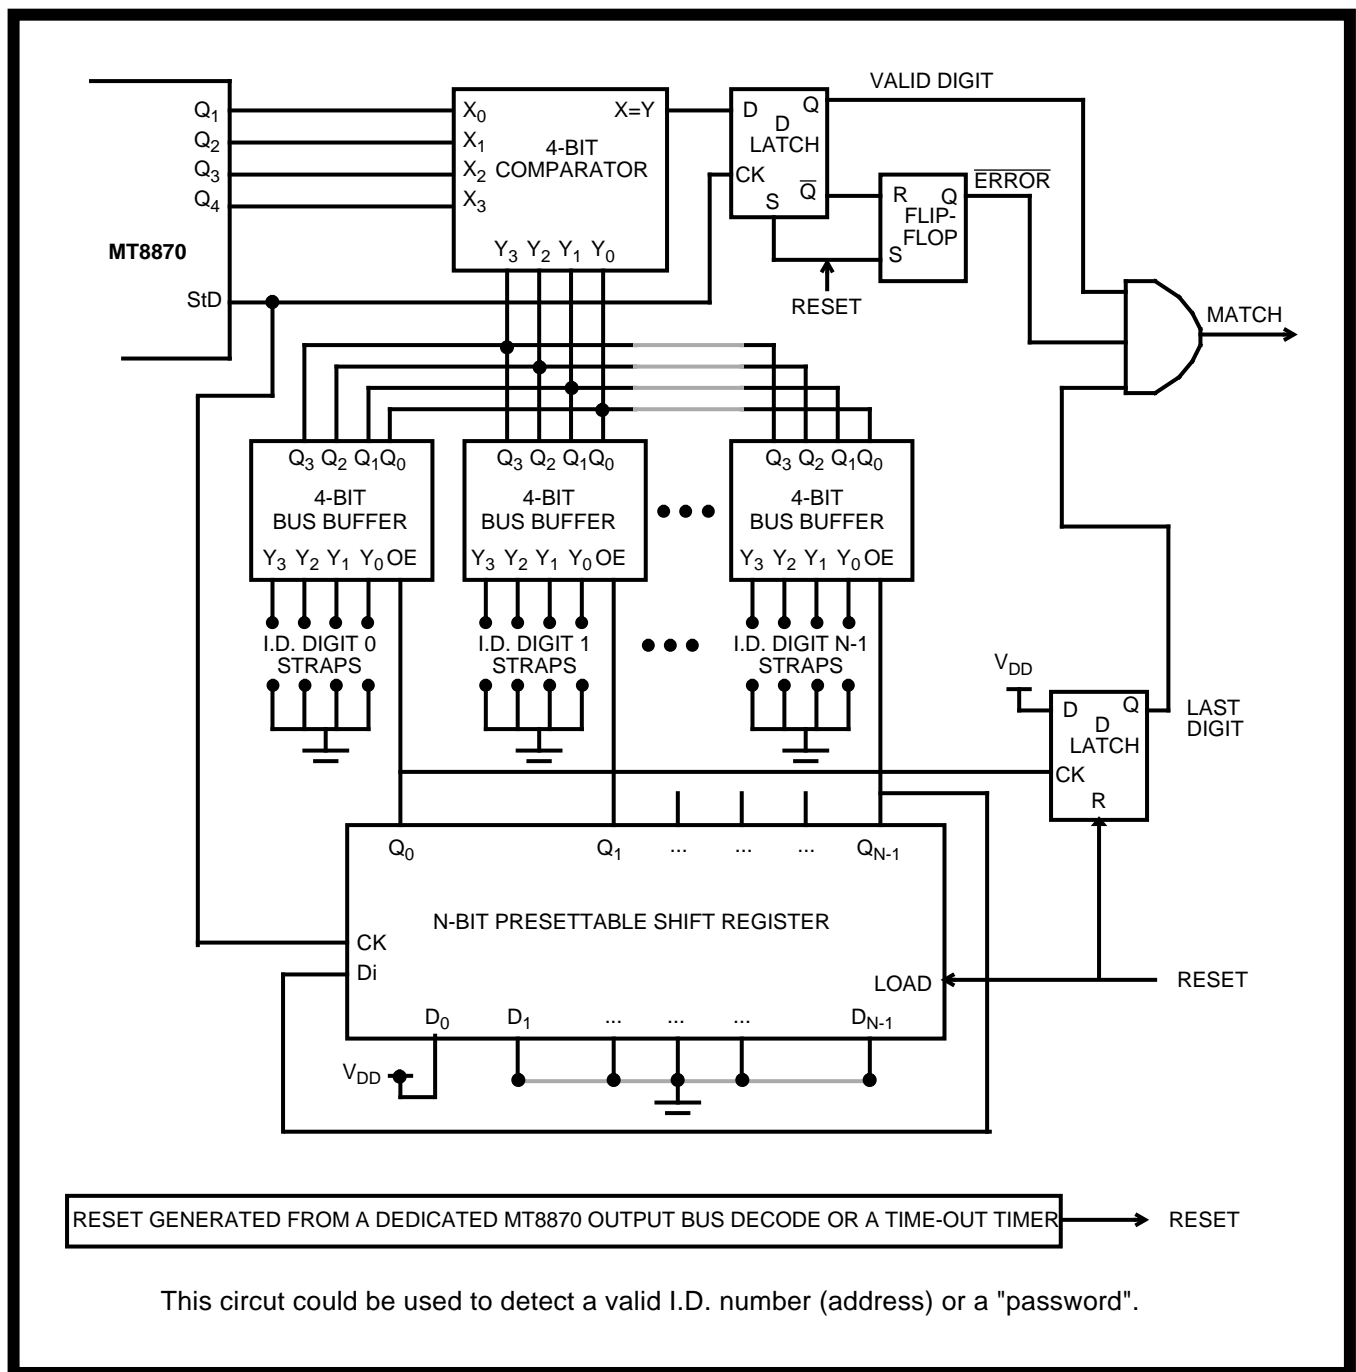 VALID DIGIT
Q1 X0 X=Y D Q
Q2 X1 4-BIT D
Q3 X2 COMPARATOR LATCH
Q4 X3 CK Q̅
S R Q E̅R̅R̅O̅R̅
FLIP-
FLOP
S
MT8870
Y3 Y2 Y1 Y0
StD
RESET
MATCH
Q3 Q2 Q1 Q0 Q3 Q2 Q1 Q0 Q3 Q2 Q1 Q0
4-BIT 4-BIT 4-BIT
BUS BUFFER BUS BUFFER BUS BUFFER
Y3 Y2 Y1 Y0 OE Y3 Y2 Y1 Y0 OE Y3 Y2 Y1 Y0 OE
I.D. DIGIT 0 I.D. DIGIT 1 I.D. DIGIT N-1
STRAPS STRAPS STRAPS
VDD
D Q LAST
D DIGIT
LATCH
CK
R
Q0 Q1 ... ... ... QN-1
N-BIT PRESETTABLE SHIFT REGISTER
CK
Di
LOAD RESET
D0 D1 ... ... ... DN-1
VDD
RESET GENERATED FROM A DEDICATED MT8870 OUTPUT BUS DECODE OR A TIME-OUT TIMER RESET
This circut could be used to detect a valid I.D. number (address) or a "password".